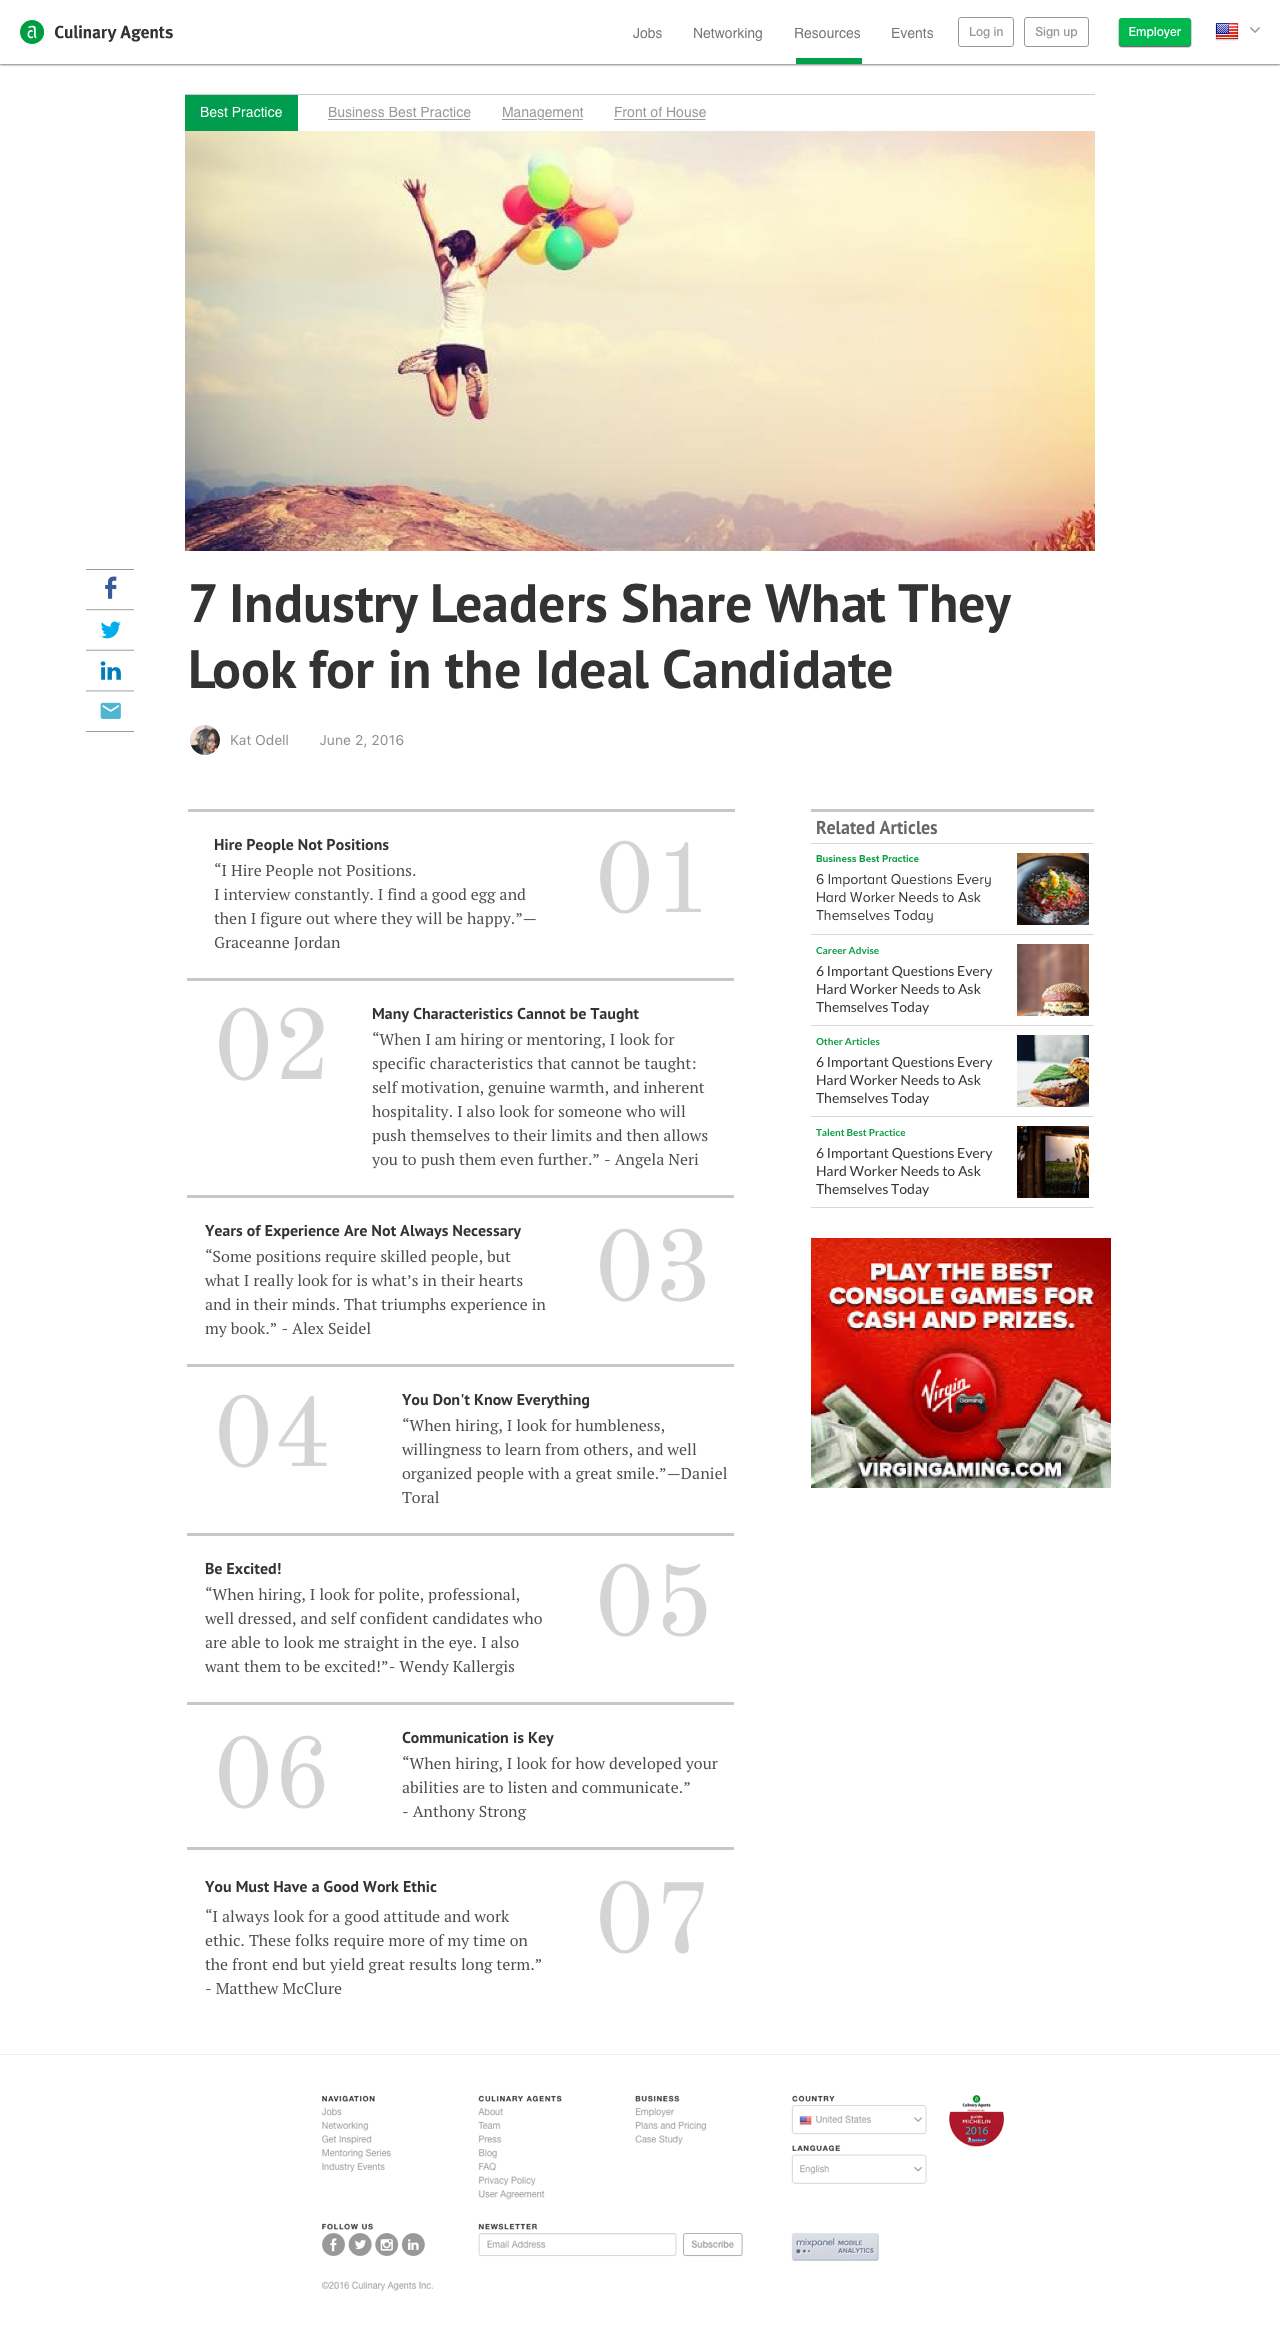 a Culinary Agents
Jobs Networking Resources Events Log in Sign up Employer
Best Practice Business Best Practice Management Front of House
7 Industry Leaders Share What They
Look for in the Ideal Candidate
Kat Odell June 2, 2016
Hire People Not Positions
“I Hire People not Positions.
I interview constantly. I find a good egg and
then I figure out where they will be happy.”—
Graceanne Jordan
01
02
Many Characteristics Cannot be Taught
“When I am hiring or mentoring, I look for
specific characteristics that cannot be taught:
self motivation, genuine warmth, and inherent
hospitality. I also look for someone who will
push themselves to their limits and then allows
you to push them even further.” - Angela Neri
Years of Experience Are Not Always Necessary
“Some positions require skilled people, but
what I really look for is what’s in their hearts
and in their minds. That triumphs experience in
my book.” - Alex Seidel
03
04
You Don't Know Everything
“When hiring, I look for humbleness,
willingness to learn from others, and well
organized people with a great smile.”—Daniel
Toral
Be Excited!
“When hiring, I look for polite, professional,
well dressed, and self confident candidates who
are able to look me straight in the eye. I also
want them to be excited!”- Wendy Kallergis
05
06
Communication is Key
“When hiring, I look for how developed your
abilities are to listen and communicate.”
- Anthony Strong
You Must Have a Good Work Ethic
“I always look for a good attitude and work
ethic. These folks require more of my time on
the front end but yield great results long term.”
- Matthew McClure
07
Related Articles
Business Best Practice
6 Important Questions Every
Hard Worker Needs to Ask
Themselves Today
Career Advise
6 Important Questions Every
Hard Worker Needs to Ask
Themselves Today
Other Articles
6 Important Questions Every
Hard Worker Needs to Ask
Themselves Today
Talent Best Practice
6 Important Questions Every
Hard Worker Needs to Ask
Themselves Today
PLAY THE BEST
CONSOLE GAMES FOR
CASH AND PRIZES.
Virgin
Gaming
VIRGINGAMING.COM
NAVIGATION
Jobs
Networking
Get Inspired
Mentoring Series
Industry Events
CULINARY AGENTS
About
Team
Press
Blog
FAQ
Privacy Policy
User Agreement
BUSINESS
Employer
Plans and Pricing
Case Study
COUNTRY
United States
LANGUAGE
English
Culinary Agents
guide
MICHELIN
2016
FOLLOW US
NEWSLETTER
Email Address Subscribe
mixpanel MOBILE
ANALYTICS
©2016 Culinary Agents Inc.